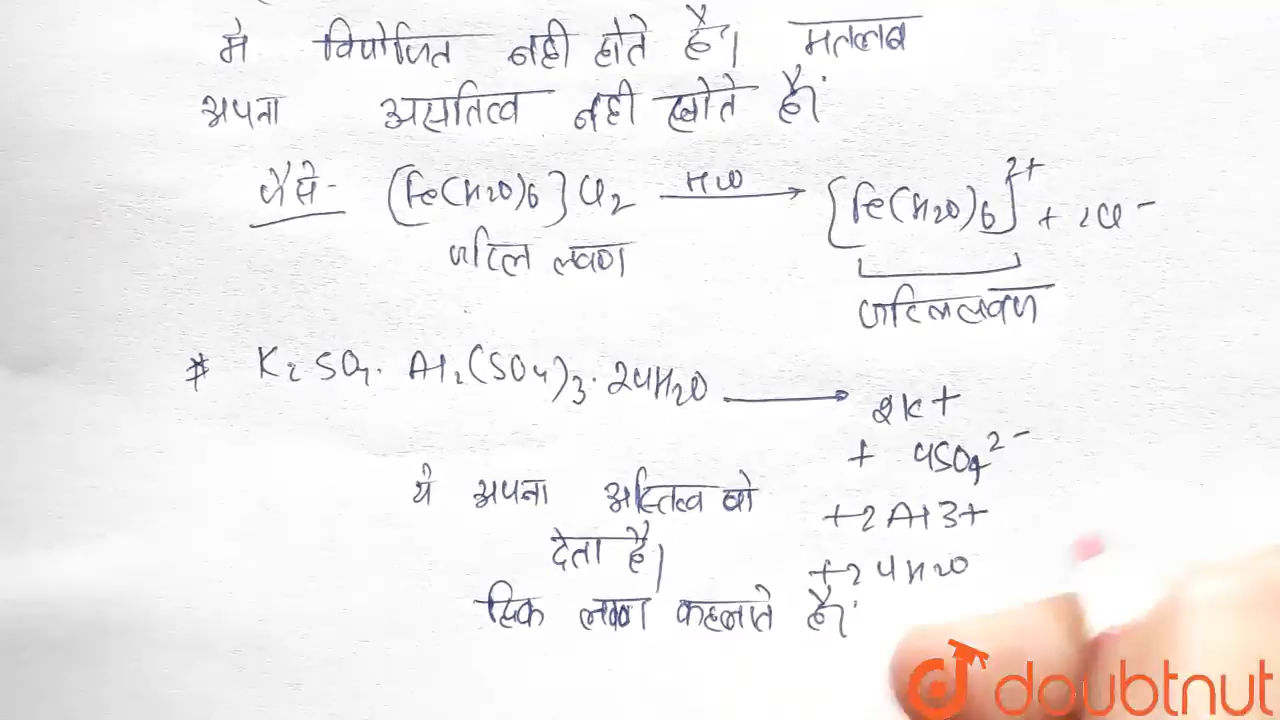 मे वियोजित नही होते है। मतलब
अपना असतित्व नही खोते है।
जैसे- [Fe(H2O)6]Cl2 H2O → [Fe(H2O)6]2+ + 2Cl-
जटिल लवण
जटिललवण
* K2SO4. Al2(SO4)3. 24H2O → 2K+
+ 4SO4 2-
ये अपना अस्तित्व खो
+2Al3+
देता है।
+24H2O
द्विक लवण कहलाते है।
doubtnut